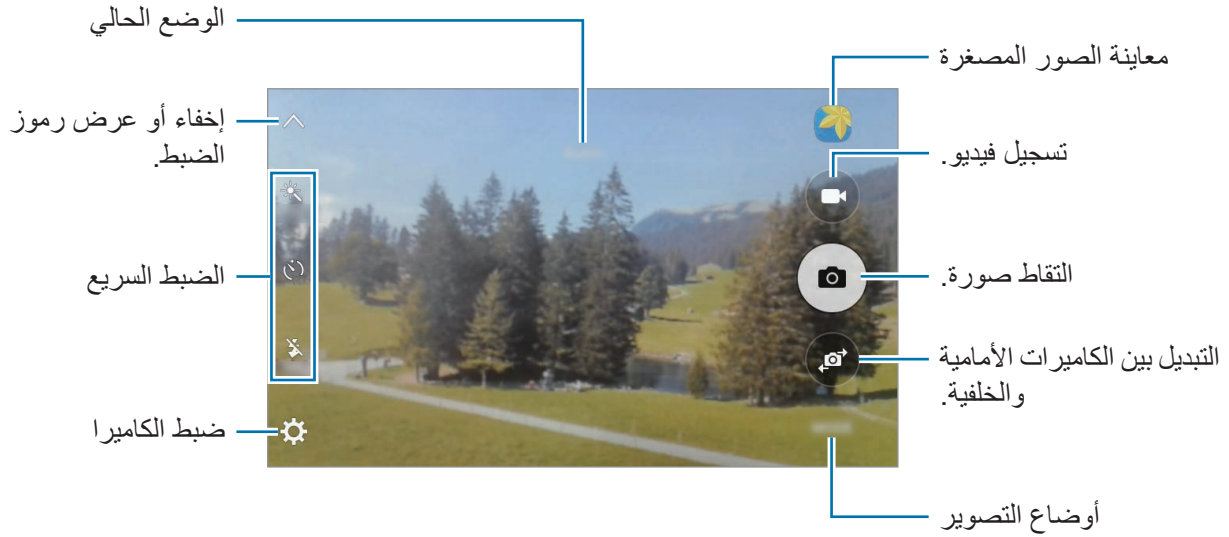 الوضع الحالي
معاينة الصور المصغرة
إخفاء أو عرض رموز
الضبط.
تسجيل فيديو.
الضبط السريع
التقاط صورة.
التبديل بين الكاميرات الأمامية
والخلفية.
ضبط الكاميرا
أوضاع التصوير